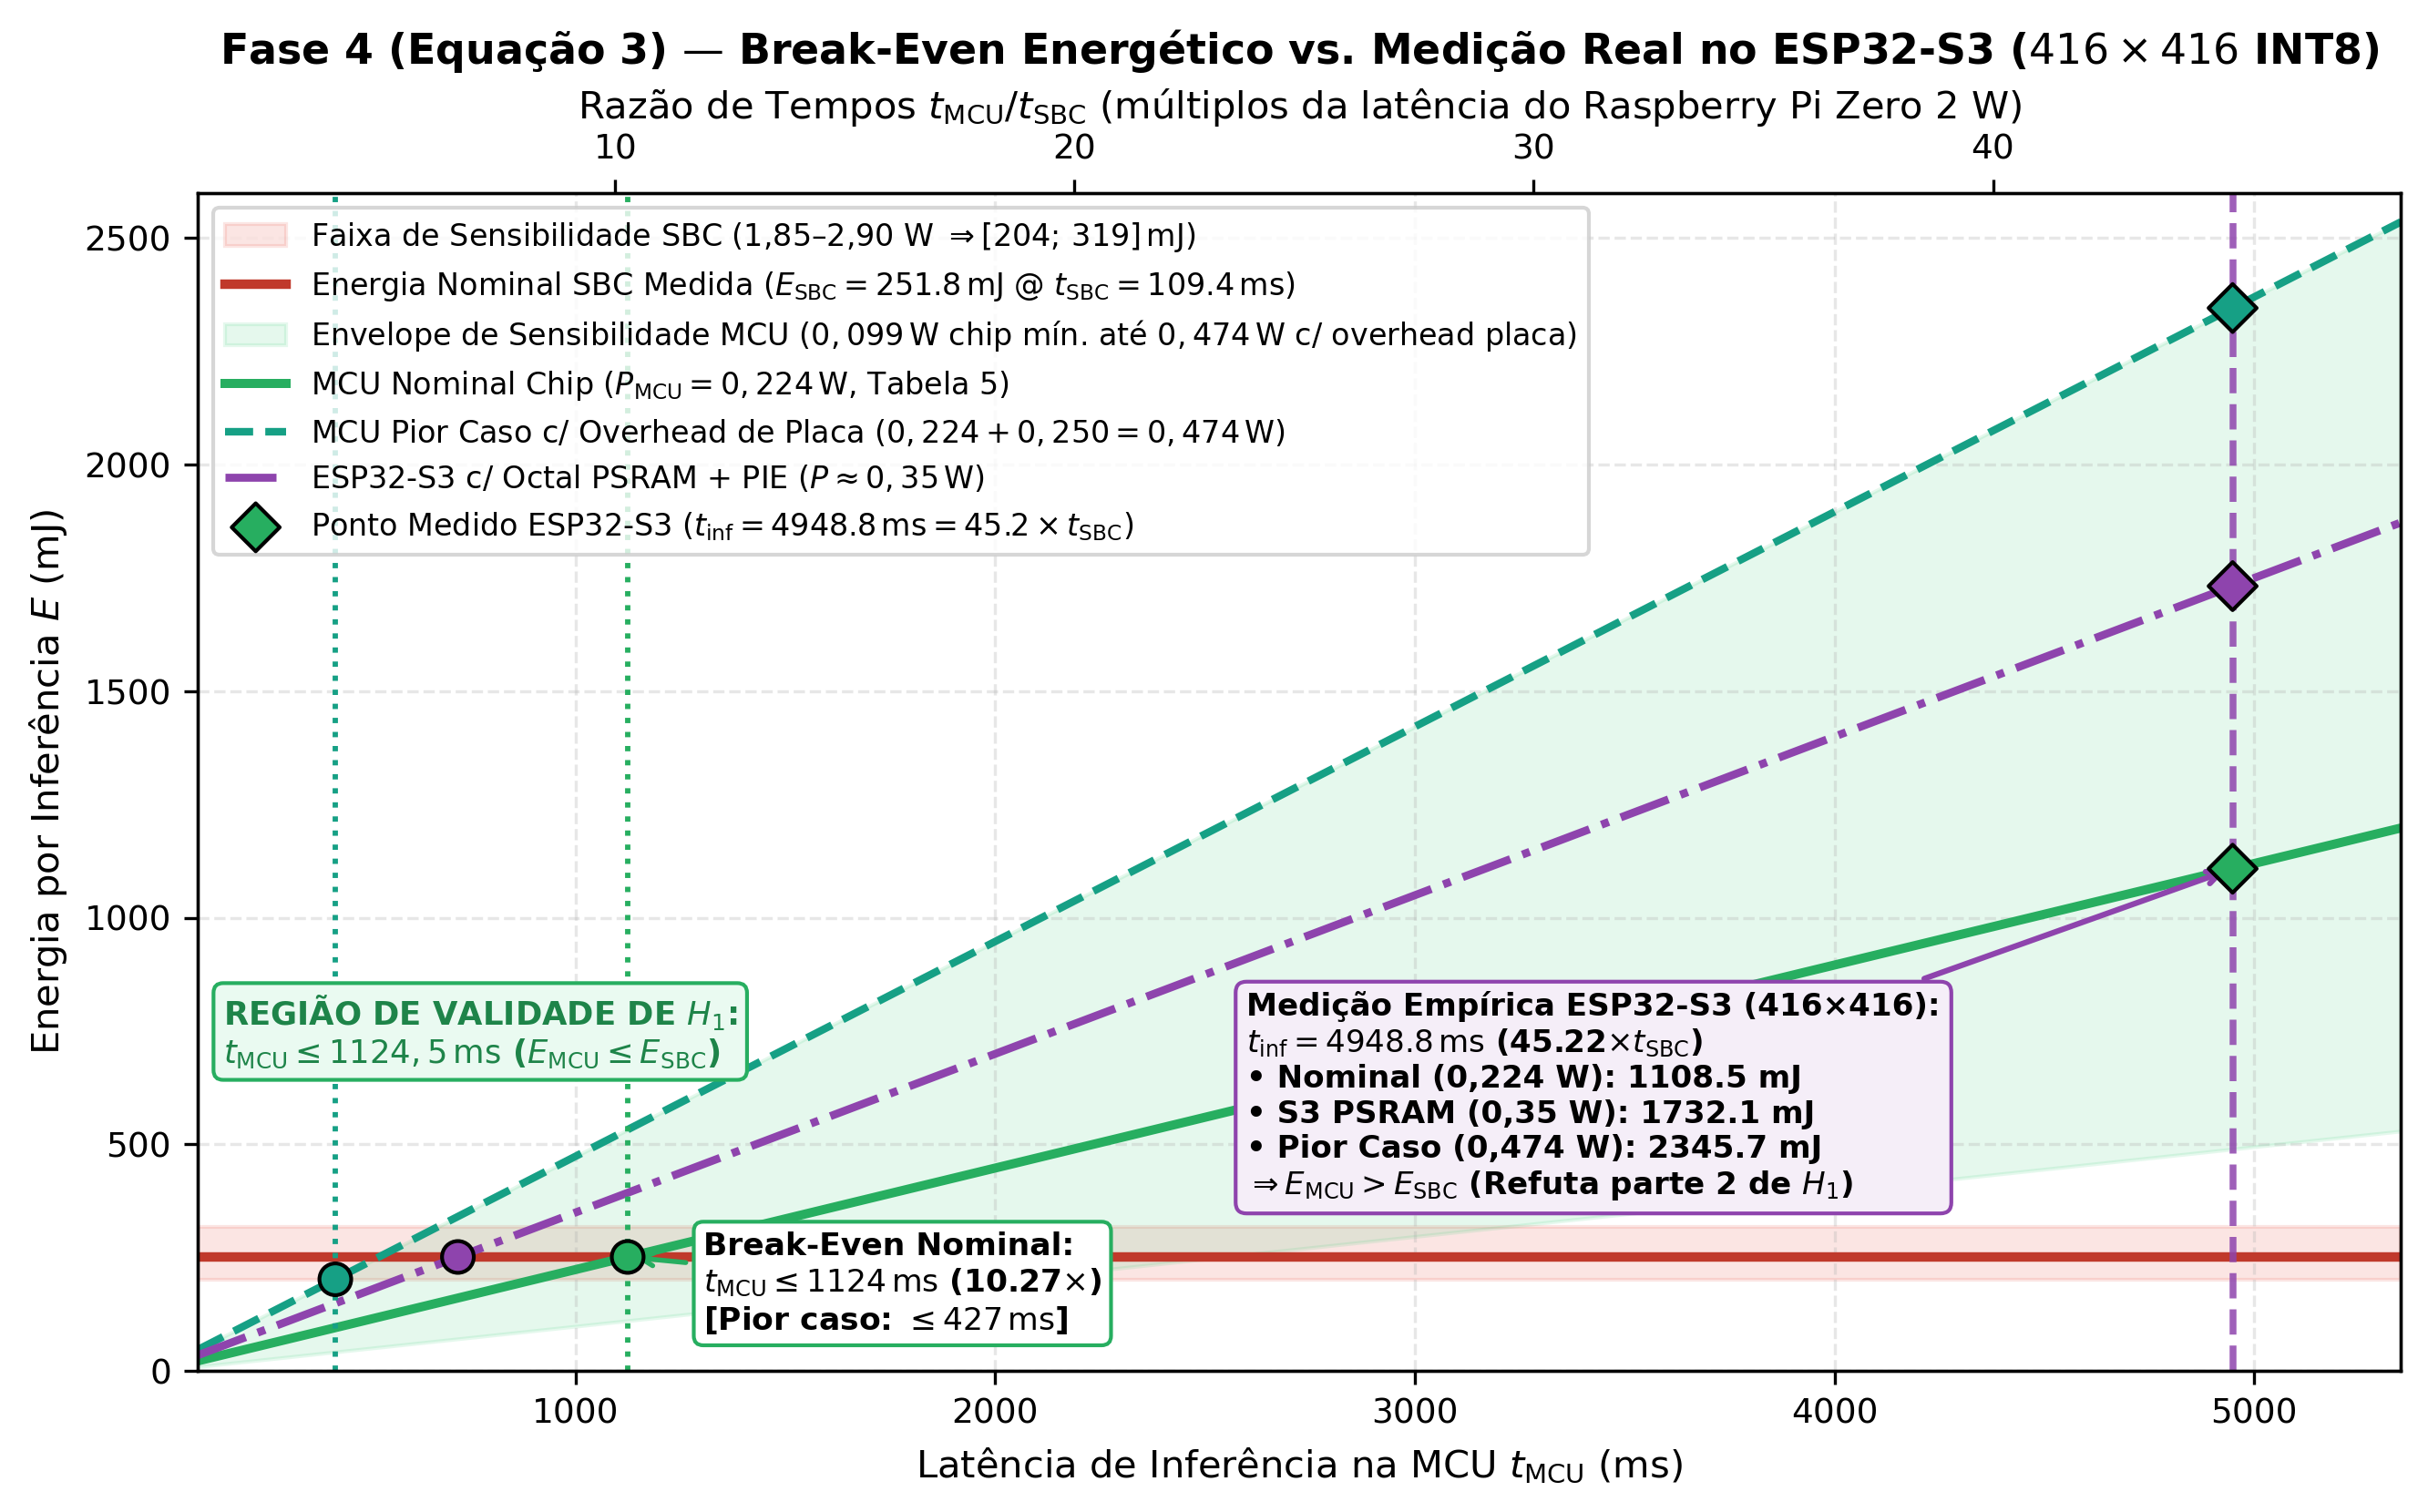 Fase 4 (Equação 3) — Break-Even Energético vs. Medição Real no ESP32-S3 (416 × 416 INT8)
Razão de Tempos t_MCU/t_SBC (múltiplos da latência do Raspberry Pi Zero 2 W)
10 20 30 40
Faixa de Sensibilidade SBC (1,85–2,90 W ⇒ [204; 319] mJ)
Energia Nominal SBC Medida (E_SBC = 251.8 mJ @ t_SBC = 109.4 ms)
Envelope de Sensibilidade MCU (0, 099 W chip mín. até 0, 474 W c/ overhead placa)
MCU Nominal Chip (P_MCU = 0, 224 W, Tabela 5)
MCU Pior Caso c/ Overhead de Placa (0, 224 + 0, 250 = 0, 474 W)
ESP32-S3 c/ Octal PSRAM + PIE (P ≈ 0, 35 W)
Ponto Medido ESP32-S3 (t_inf = 4948.8 ms = 45.2 × t_SBC)
Energia por Inferência E (mJ)
2500
2000
1500
1000
500
0
REGIÃO DE VALIDADE DE H₁:
t_MCU ≤ 1124, 5 ms (E_MCU ≤ E_SBC)
Medição Empírica ESP32-S3 (416×416):
t_inf = 4948.8 ms (45.22×t_SBC)
• Nominal (0,224 W): 1108.5 mJ
• S3 PSRAM (0,35 W): 1732.1 mJ
• Pior Caso (0,474 W): 2345.7 mJ
⇒ E_MCU > E_SBC (Refuta parte 2 de H₁)
Break-Even Nominal:
t_MCU ≤ 1124 ms (10.27×)
[Pior caso: ≤ 427 ms]
1000 2000 3000 4000 5000
Latência de Inferência na MCU t_MCU (ms)